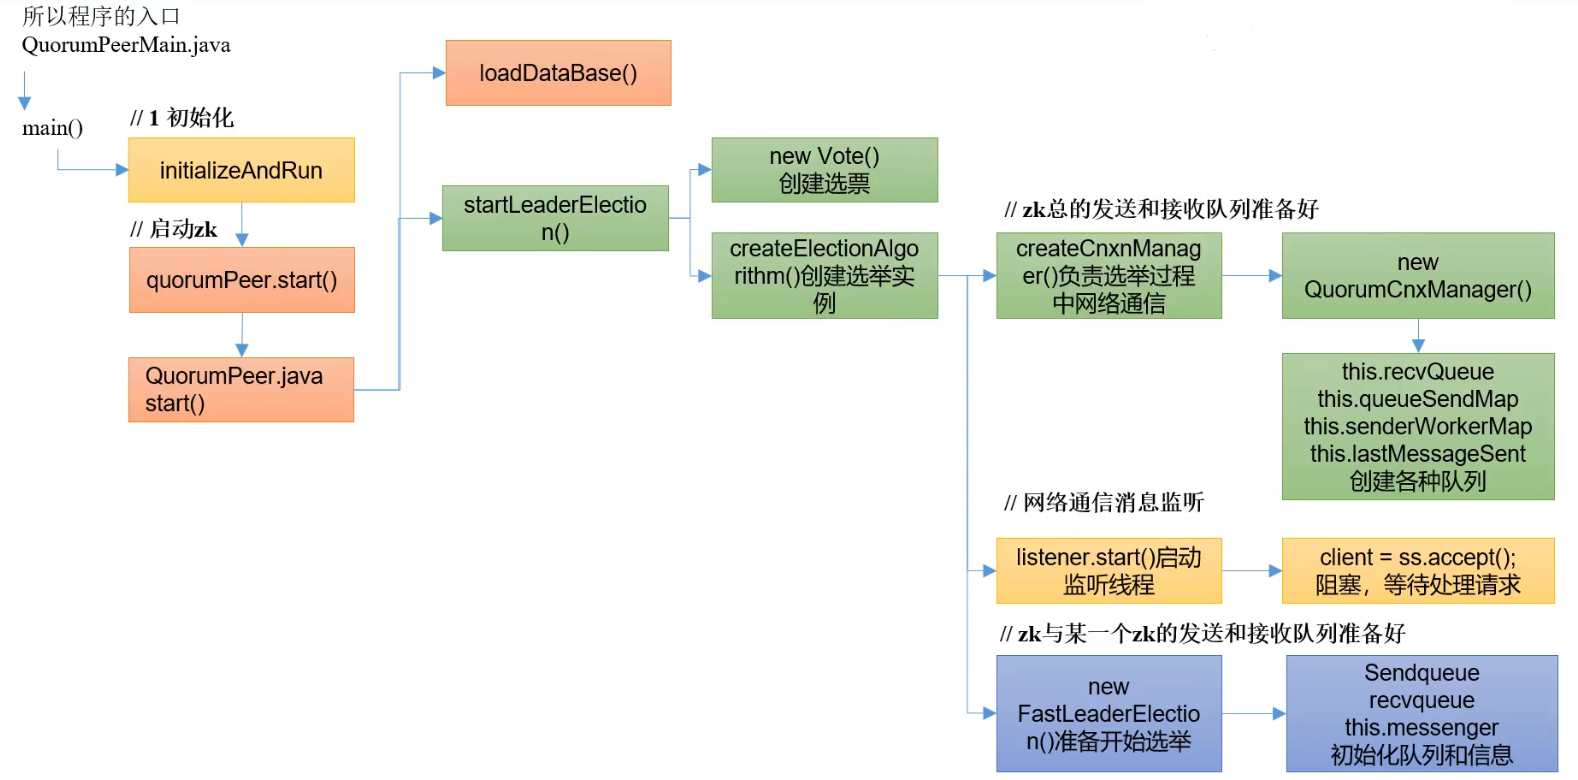 所以程序的入口
QuorumPeerMain.java
main()
// 1 初始化
initializeAndRun
// 启动zk
quorumPeer.start()
QuorumPeer.java
start()
loadDataBase()
startLeaderElectio
n()
new Vote()
创建选票
createElectionAlgo
rithm()创建选举实
例
// zk总的发送和接收队列准备好
createCnxnManag
er()负责选举过程
中网络通信
new
QuorumCnxManager()
this.recvQueue
this.queueSendMap
this.senderWorkerMap
this.lastMessageSent
创建各种队列
// 网络通信消息监听
listener.start()启动
监听线程
client = ss.accept();
阻塞，等待处理请求
// zk与某一个zk的发送和接收队列准备好
new
FastLeaderElectio
n()准备开始选举
Sendqueue
recvqueue
this.messenger
初始化队列和信息